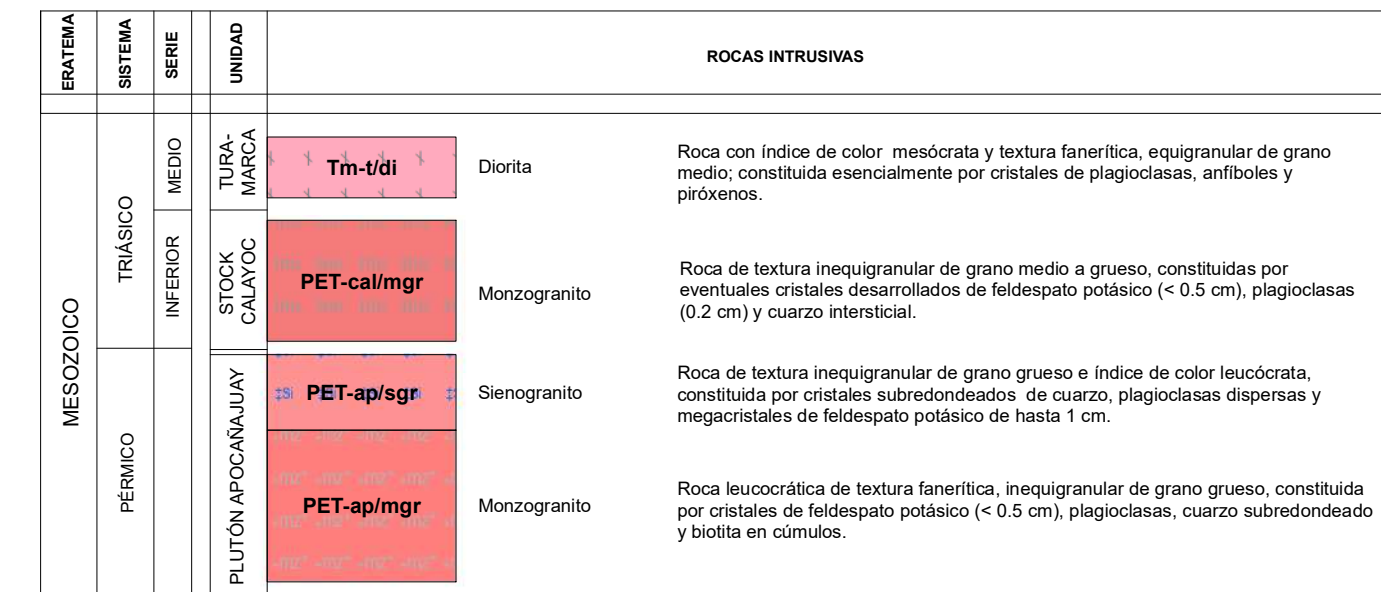 ERATEMA
SISTEMA
SERIE
UNIDAD
ROCAS INTRUSIVAS
MESOZOICO
TRIÁSICO
MEDIO
TURA-
MARCA
Tm-t/di
Diorita
Roca con índice de color mesócrata y textura fanerítica, equigranular de grano
medio; constituida esencialmente por cristales de plagioclasas, anfíboles y
piróxenos.
INFERIOR
STOCK
CALAYOC
PET-cal/mgr
Monzogranito
Roca de textura inequigranular de grano medio a grueso, constituidas por
eventuales cristales desarrollados de feldespato potásico (< 0.5 cm), plagioclasas
(0.2 cm) y cuarzo intersticial.
PÉRMICO
PLUTÓN APOCAÑAJUAY
PET-ap/sgr
Sienogranito
Roca de textura inequigranular de grano grueso e índice de color leucócrata,
constituida por cristales subredondeados de cuarzo, plagioclasas dispersas y
megacristales de feldespato potásico de hasta 1 cm.
PET-ap/mgr
Monzogranito
Roca leucocrática de textura fanerítica, inequigranular de grano grueso, constituida
por cristales de feldespato potásico (< 0.5 cm), plagioclasas, cuarzo subredondeado
y biotita en cúmulos.